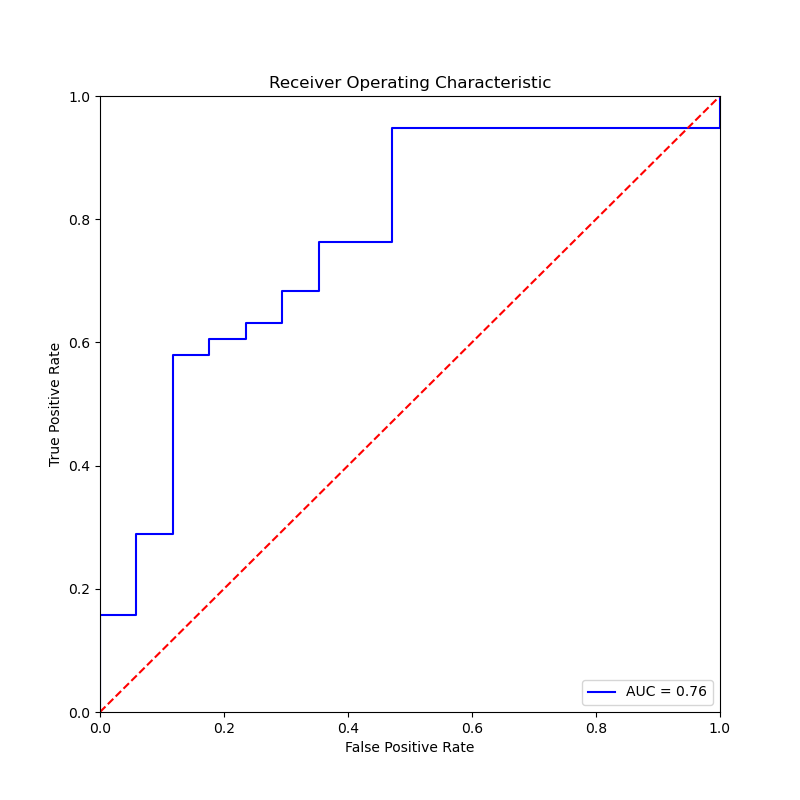 Receiver Operating Characteristic
1.0
0.8
0.6
0.4
0.2
0.0
True Positive Rate
AUC = 0.76
0.0 0.2 0.4 0.6 0.8 1.0
False Positive Rate